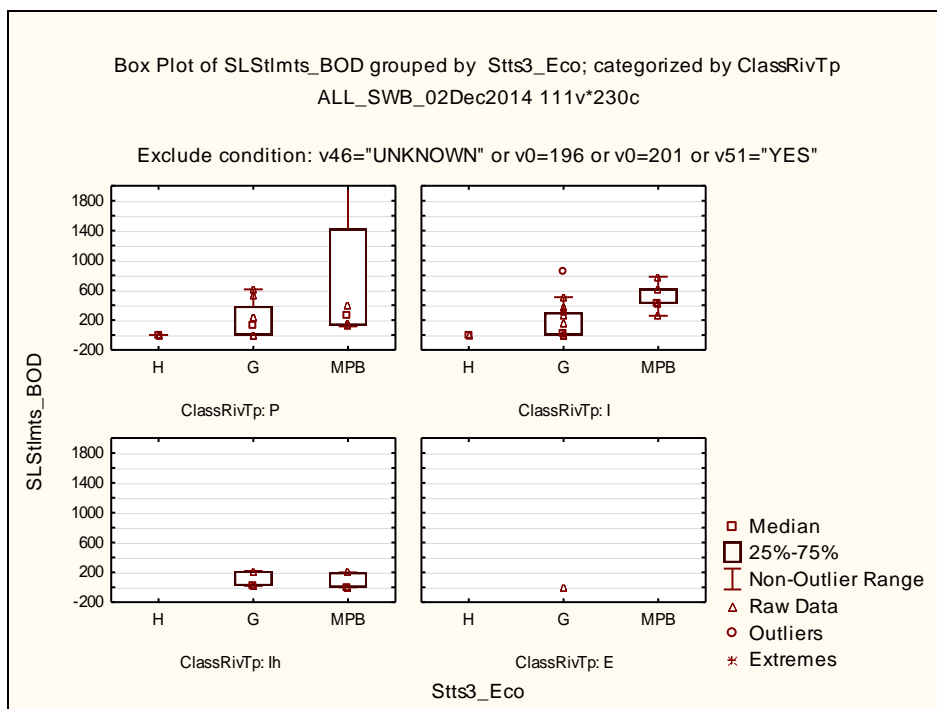 Box Plot of SLStlmts_BOD grouped by Stts3_Eco; categorized by ClassRivTp
ALL_SWB_02Dec2014 111v*230c
Exclude condition: v46="UNKNOWN" or v0=196 or v0=201 or v51="YES"
SLStlmts_BOD
1800
1400
1000
600
200
-200
H G MPB
ClassRivTp: P
H G MPB
ClassRivTp: I
1800
1400
1000
600
200
-200
H G MPB
ClassRivTp: Ih
H G MPB
ClassRivTp: E
Stts3_Eco
Median
25%-75%
Non-Outlier Range
Raw Data
Outliers
Extremes